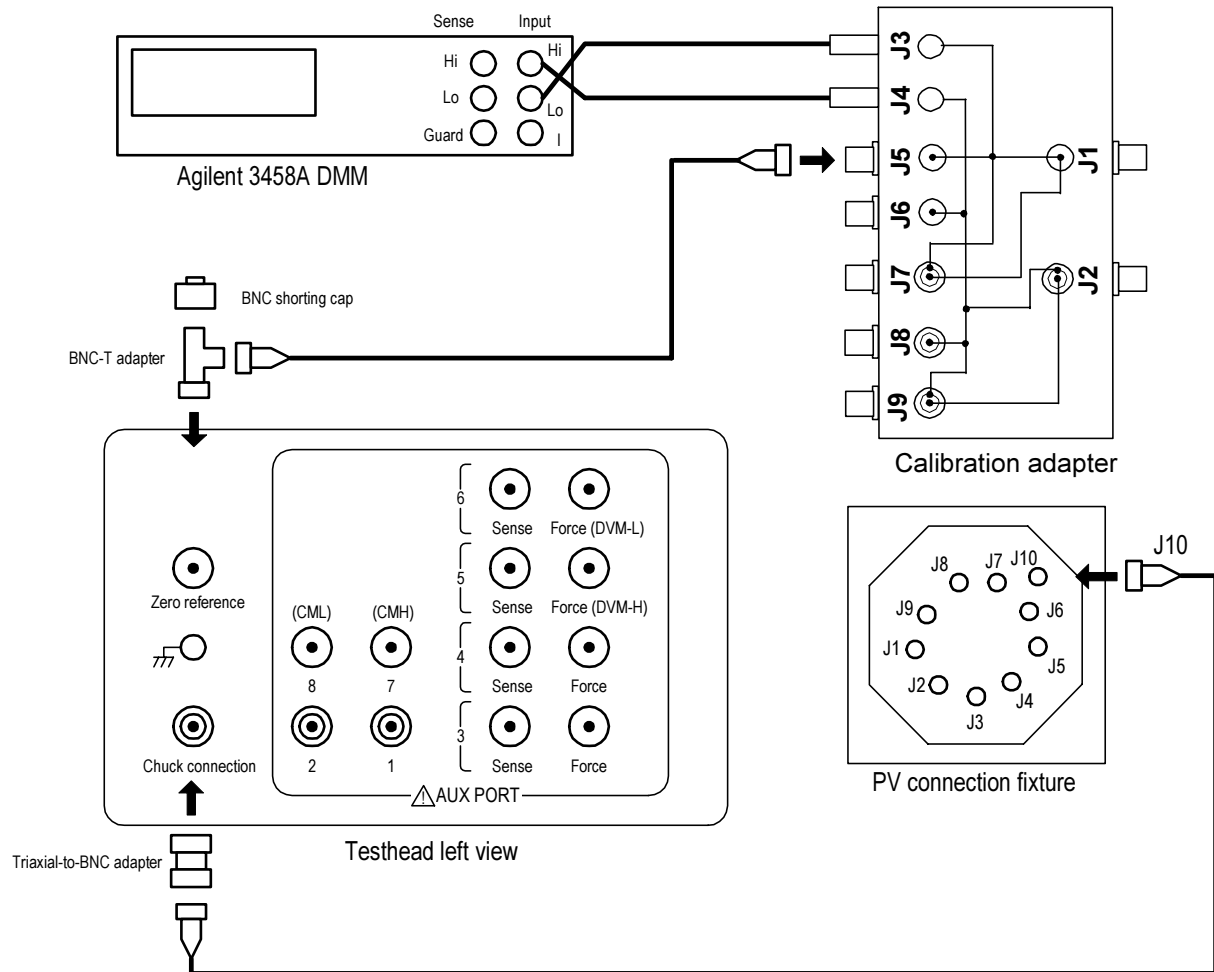 Sense Input
Hi Hi
Lo Lo
Guard I
Agilent 3458A DMM
J3
J4
J5
J6
J7
J8
J9
J1
J2
Calibration adapter
BNC shorting cap
BNC-T adapter
Zero reference
Chuck connection
(CML) (CMH)
8 7
2 1
6
Sense Force (DVM-L)
5
Sense Force (DVM-H)
4
Sense Force
3
Sense Force
AUX PORT
Testhead left view
Triaxial-to-BNC adapter
J10
J8 J7 J10
J9 J6
J1 J5
J2 J4
J3
PV connection fixture